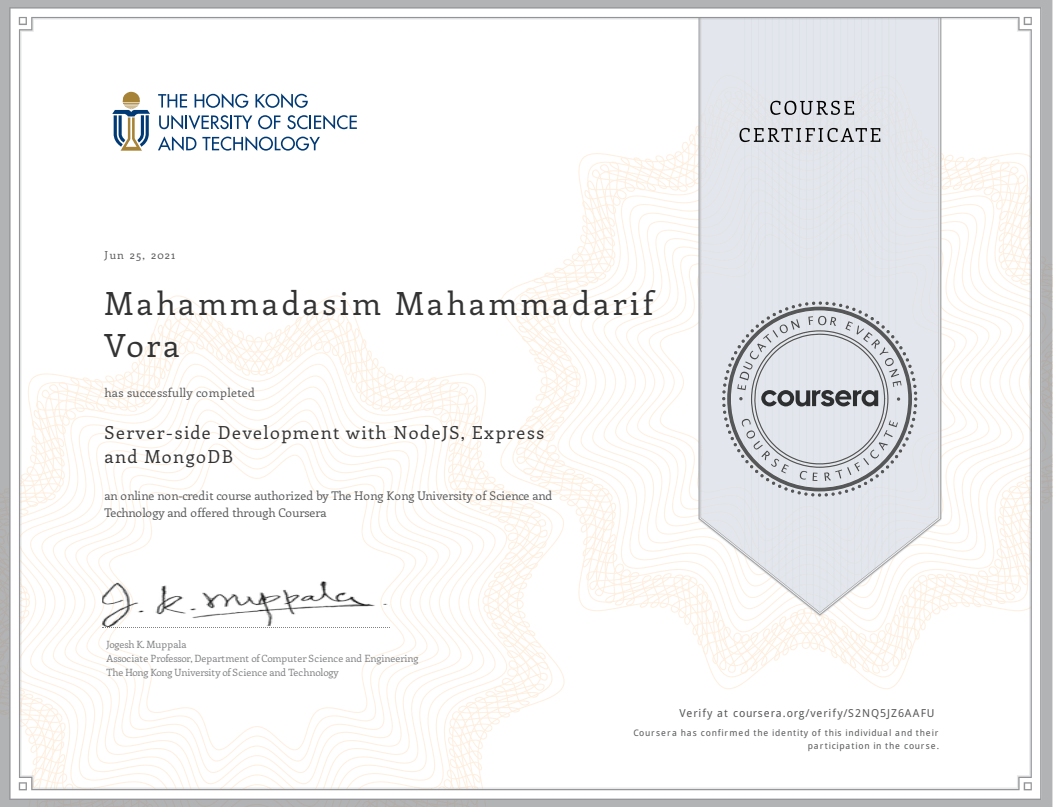 THE HONG KONG
UNIVERSITY OF SCIENCE
AND TECHNOLOGY
COURSE
CERTIFICATE
Jun 25, 2021
Mahammadasim Mahammadarif
Vora
has successfully completed
Server-side Development with NodeJS, Express
and MongoDB
an online non-credit course authorized by The Hong Kong University of Science and
Technology and offered through Coursera
EDUCATION FOR EVERYONE
coursera
COURSE CERTIFICATE
J. K. Muppala
Jogesh K. Muppala
Associate Professor, Department of Computer Science and Engineering
The Hong Kong University of Science and Technology
Verify at coursera.org/verify/S2NQ5JZ6AAFU
Coursera has confirmed the identity of this individual and their
participation in the course.